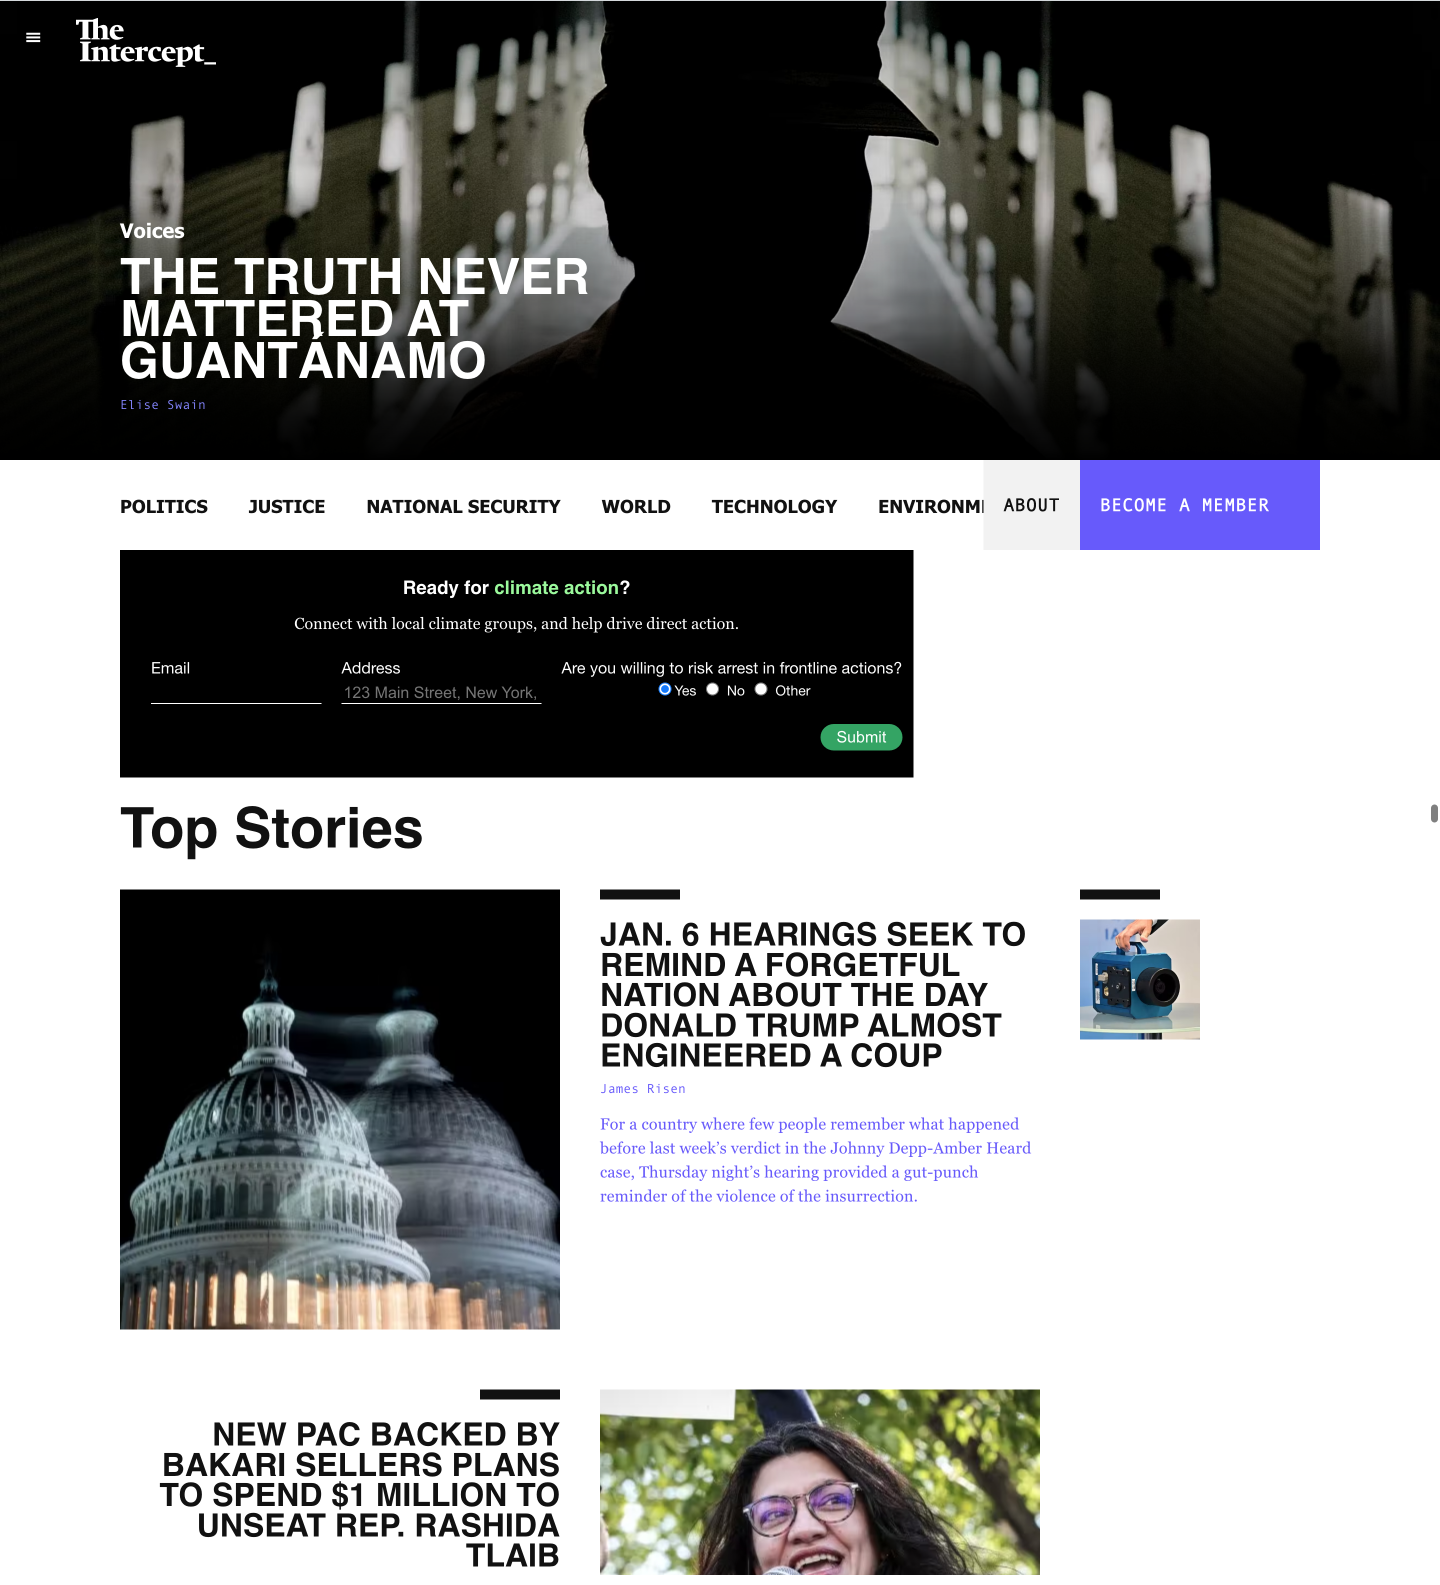 The
Intercept_
Voices
THE TRUTH NEVER
MATTERED AT
GUANTÁNAMO
Elise Swain
POLITICS JUSTICE NATIONAL SECURITY WORLD TECHNOLOGY ABOUT BECOME A MEMBER
Ready for climate action?
Connect with local climate groups, and help drive direct action.
Email Address Are you willing to risk arrest in frontline actions?
123 Main Street, New York, Yes No Other
Submit
Top Stories
JAN. 6 HEARINGS SEEK TO
REMIND A FORGETFUL
NATION ABOUT THE DAY
DONALD TRUMP ALMOST
ENGINEERED A COUP
James Risen
For a country where few people remember what happened
before last week’s verdict in the Johnny Depp-Amber Heard
case, Thursday night’s hearing provided a gut-punch
reminder of the violence of the insurrection.
NEW PAC BACKED BY
BAKARI SELLERS PLANS
TO SPEND $1 MILLION TO
UNSEAT REP. RASHIDA
TLAIB